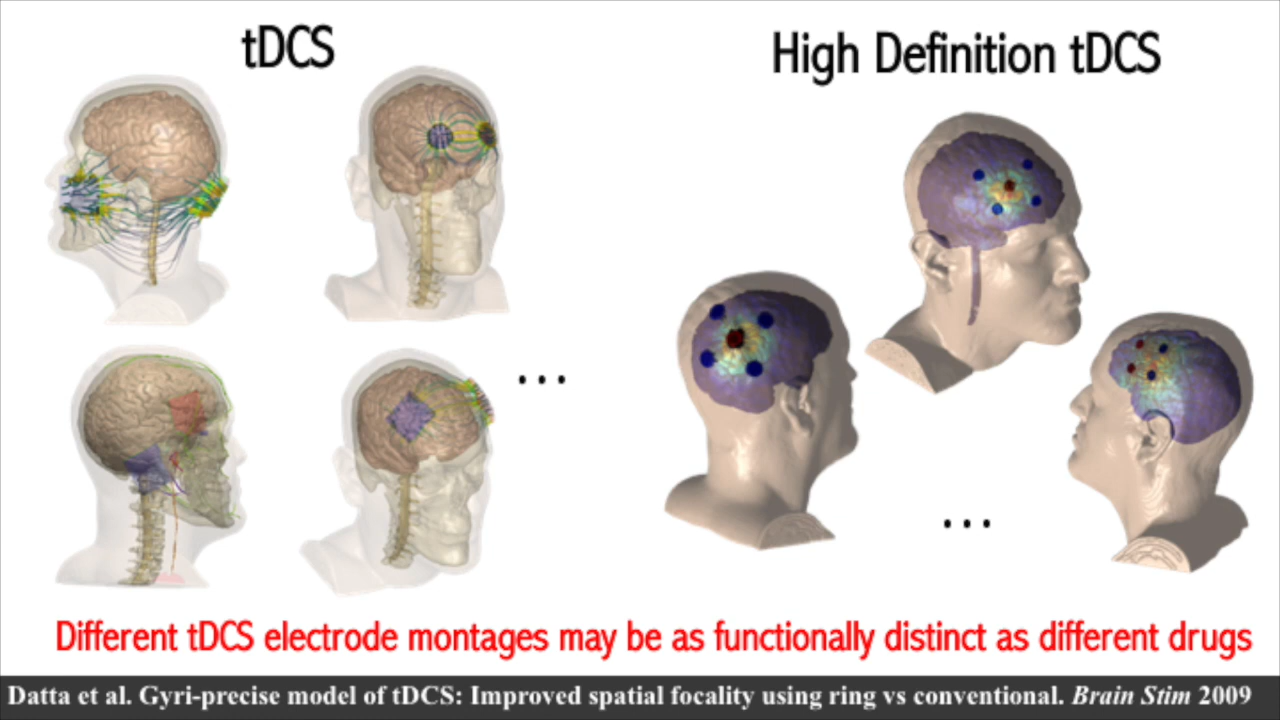 tDCS
High Definition tDCS
...
...
Different tDCS electrode montages may be as functionally distinct as different drugs
Datta et al. Gyri-precise model of tDCS: Improved spatial focality using ring vs conventional. Brain Stim 2009